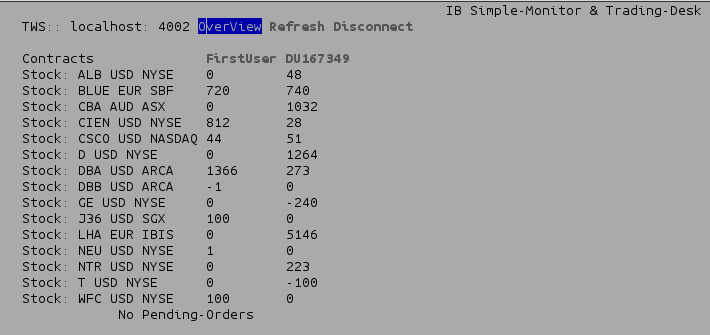 IB Simple-Monitor & Trading-Desk
TWS:: localhost: 4002 OverView Refresh Disconnect
Contracts FirstUser DU167349
Stock: ALB USD NYSE 0 48
Stock: BLUE EUR SBF 720 740
Stock: CBA AUD ASX 0 1032
Stock: CIEN USD NYSE 812 28
Stock: CSCO USD NASDAQ 44 51
Stock: D USD NYSE 0 1264
Stock: DBA USD ARCA 1366 273
Stock: DBB USD ARCA -1 0
Stock: GE USD NYSE 0 -240
Stock: J36 USD SGX 100 0
Stock: LHA EUR IBIS 0 5146
Stock: NEU USD NYSE 1 0
Stock: NTR USD NYSE 0 223
Stock: T USD NYSE 0 -100
Stock: WFC USD NYSE 100 0
No Pending-Orders